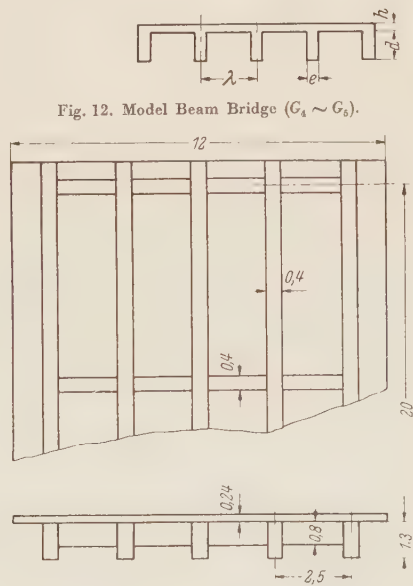 h
d
λ
e
Fig. 12. Model Beam Bridge (G₄ ~ G₅).
12
0,4
0,4
20
0,24
0,8
1.3
2,5